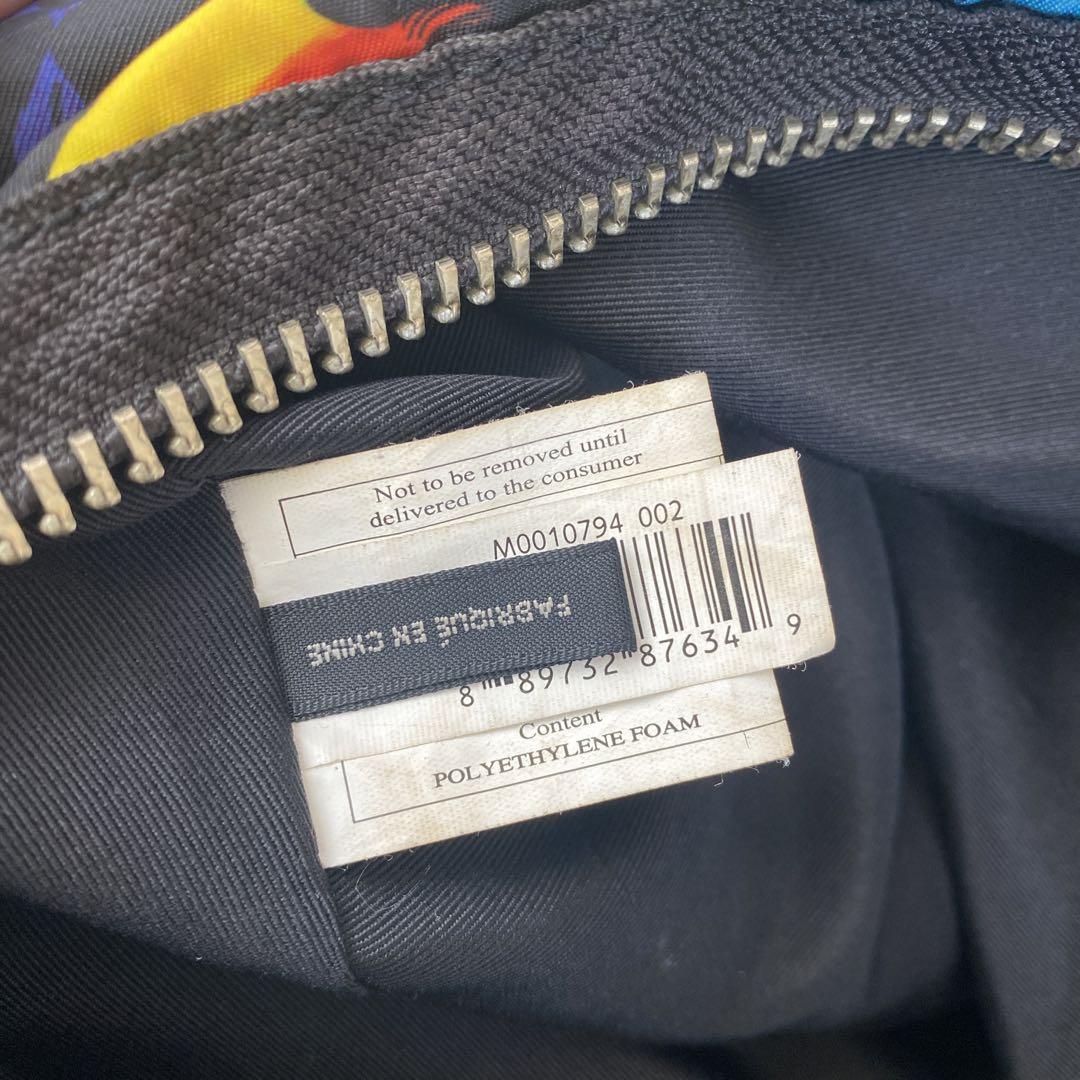 Not to be removed until
delivered to the consumer
M0010794 002
FABRIQUÉ EN CHINE
8 89732 87634 9
Content
POLYETHYLENE FOAM